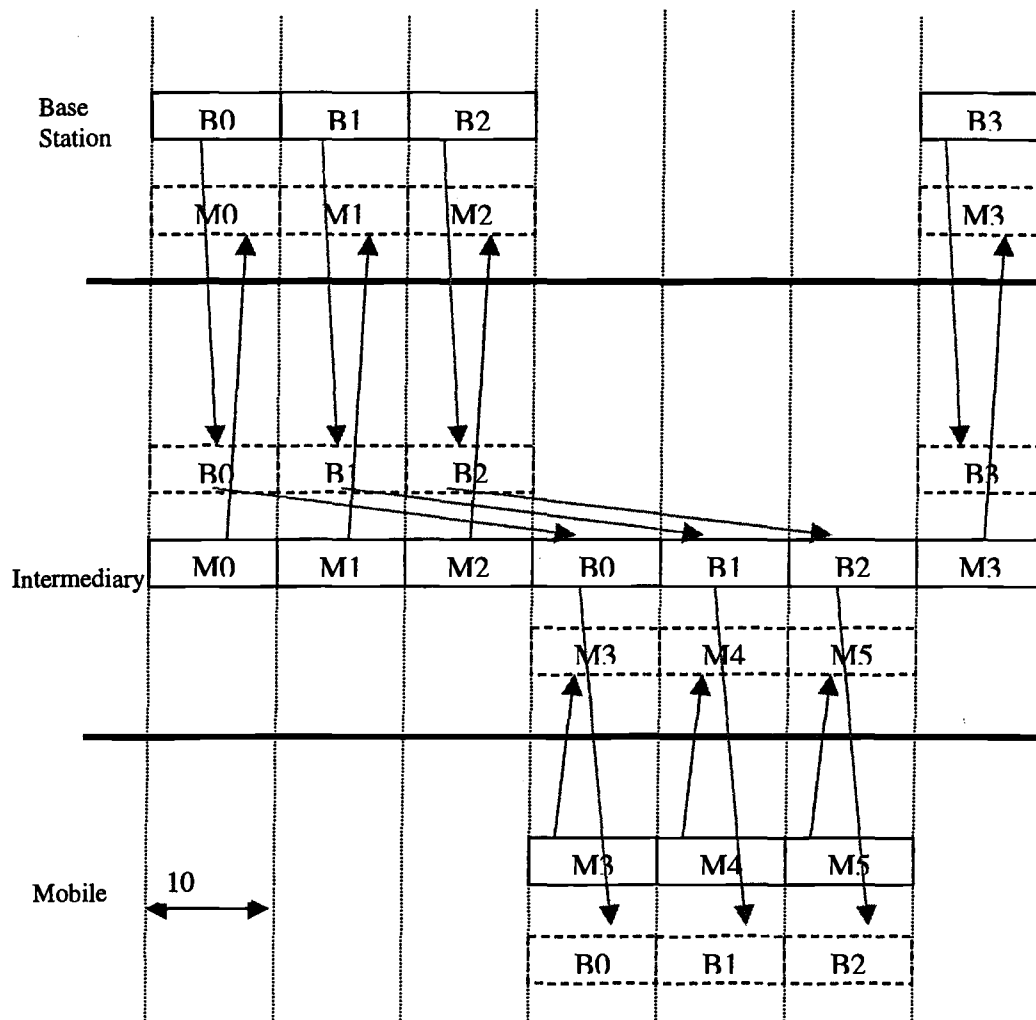 Base
Station
B0 B1 B2 B3
M0 M1 M2 M3
B0 B1 B2 B3
Intermediary
M0 M1 M2 B0 B1 B2 M3
M3 M4 M5
Mobile
10
M3 M4 M5
B0 B1 B2